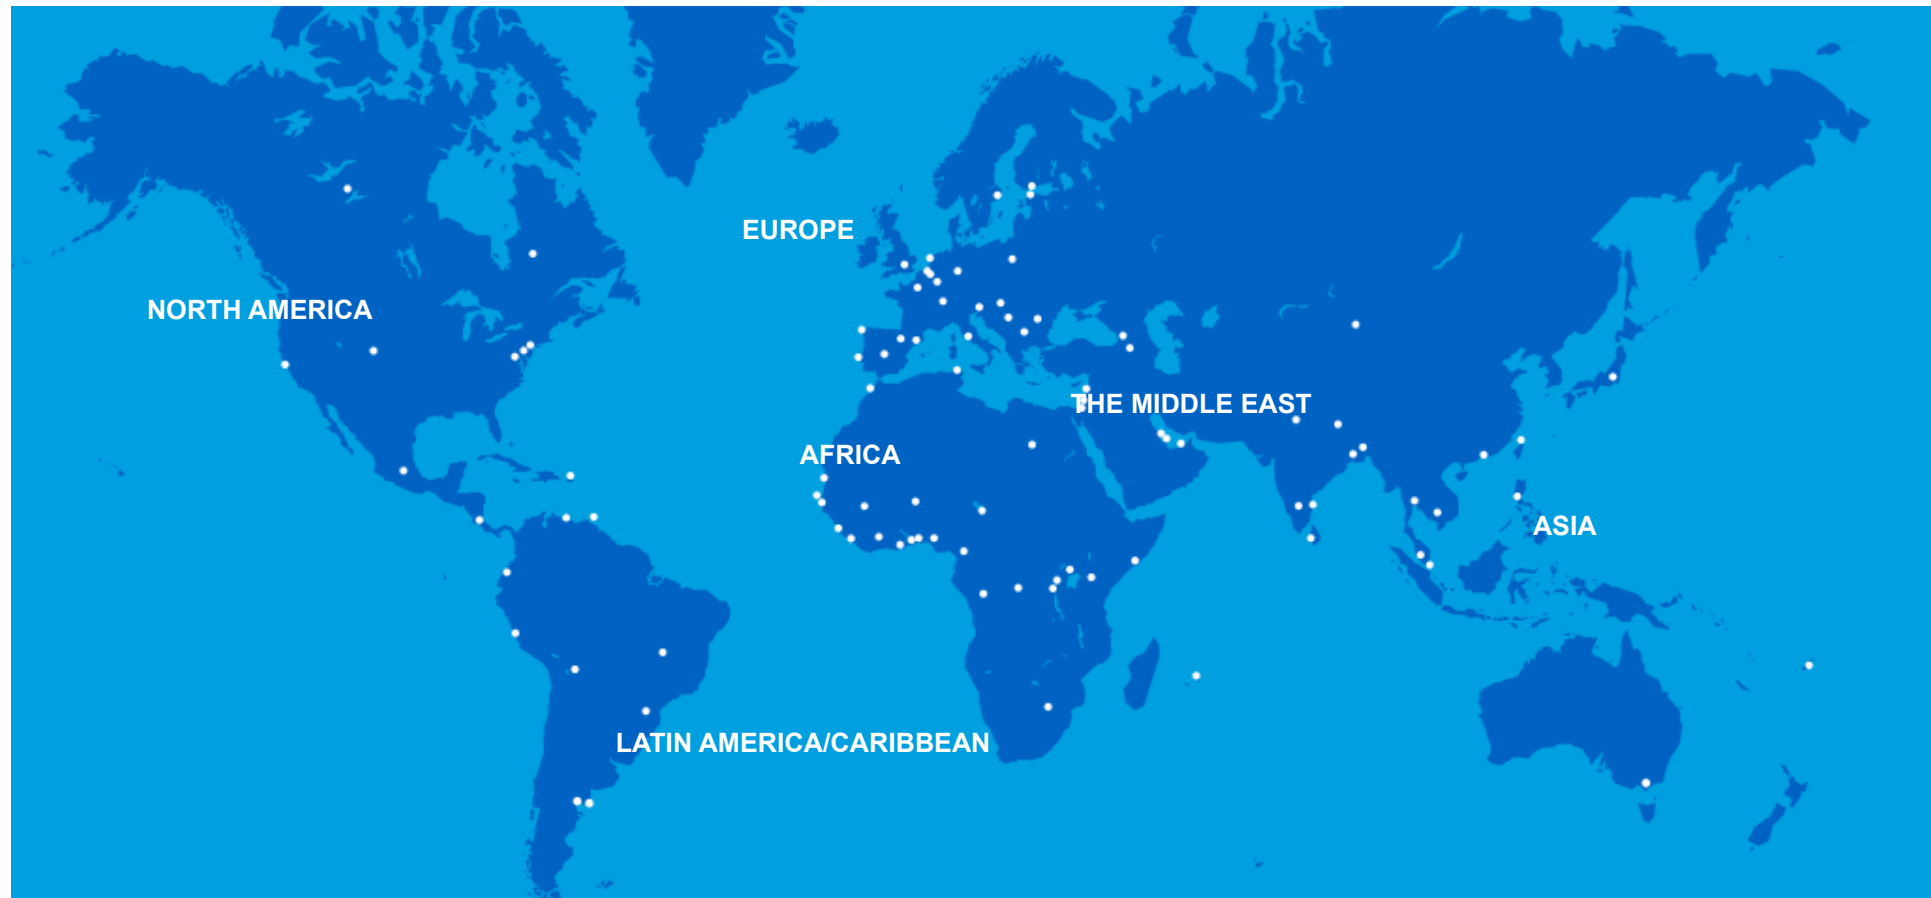 EUROPE
NORTH AMERICA
THE MIDDLE EAST
AFRICA
ASIA
LATIN AMERICA/CARIBBEAN